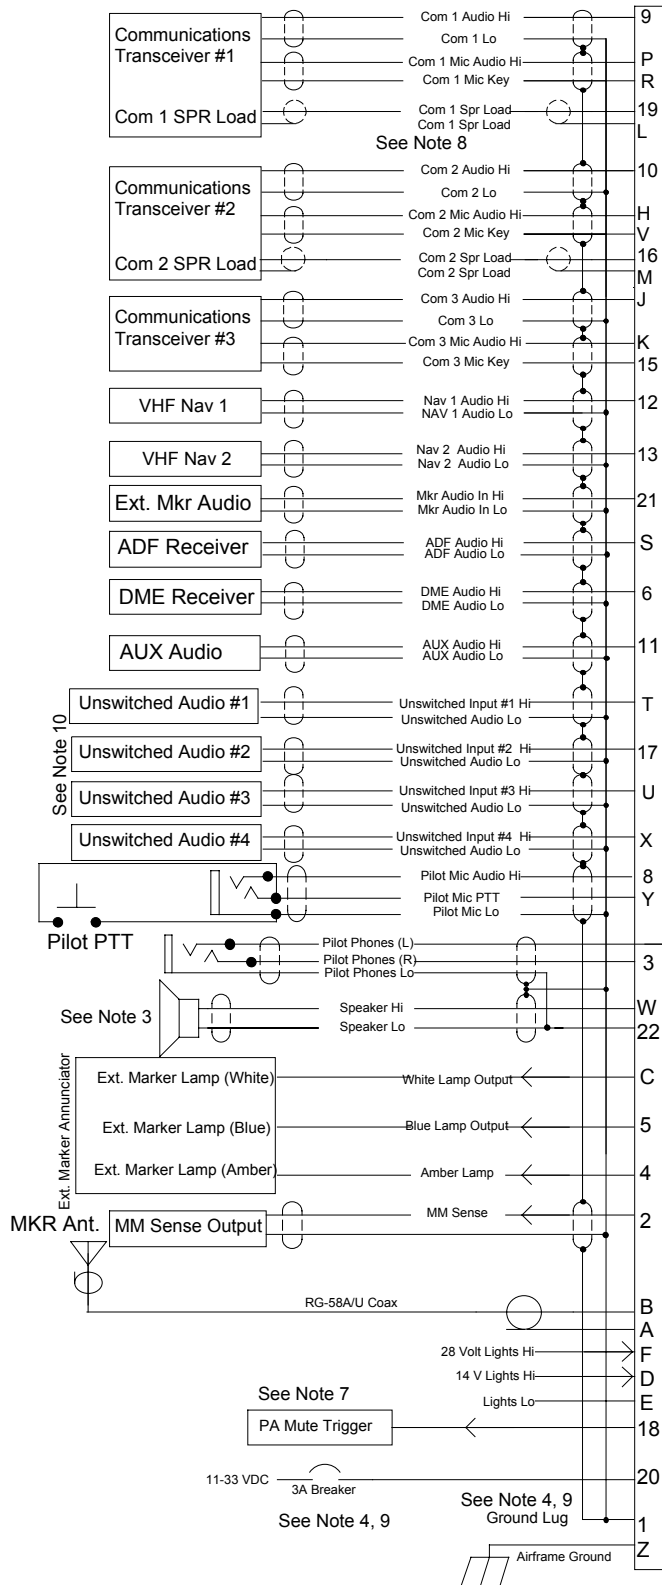 Communications
Transceiver #1
Com 1 Audio Hi
9
Com 1 Lo
Com 1 Mic Audio Hi
P
Com 1 Mic Key
R
Com 1 SPR Load
Com 1 Spr Load
19
Com 1 Spr Load
L
See Note 8
Communications
Transceiver #2
Com 2 Audio Hi
10
Com 2 Lo
Com 2 Mic Audio Hi
H
Com 2 Mic Key
V
Com 2 SPR Load
Com 2 Spr Load
16
Com 2 Spr Load
M
Communications
Transceiver #3
Com 3 Audio Hi
J
Com 3 Lo
Com 3 Mic Audio Hi
K
Com 3 Mic Key
15
VHF Nav 1
Nav 1 Audio Hi
12
NAV 1 Audio Lo
VHF Nav 2
Nav 2 Audio Hi
13
Nav 2 Audio Lo
Ext. Mkr Audio
Mkr Audio In Hi
21
Mkr Audio In Lo
ADF Receiver
ADF Audio Hi
S
ADF Audio Lo
DME Receiver
DME Audio Hi
6
DME Audio Lo
AUX Audio
AUX Audio Hi
11
AUX Audio Lo
See Note 10
Unswitched Audio #1
Unswitched Input #1 Hi
T
Unswitched Audio Lo
Unswitched Audio #2
Unswitched Input #2 Hi
17
Unswitched Audio Lo
Unswitched Audio #3
Unswitched Input #3 Hi
U
Unswitched Audio Lo
Unswitched Audio #4
Unswitched Input #4 Hi
X
Unswitched Audio Lo
Pilot Mic Audio Hi
8
Pilot Mic PTT
Y
Pilot Mic Lo
Pilot PTT
Pilot Phones (L)
Pilot Phones (R)
3
Pilot Phones Lo
See Note 3
Speaker Hi
W
Speaker Lo
22
Ext. Marker Annunciator
Ext. Marker Lamp (White)
White Lamp Output
C
Ext. Marker Lamp (Blue)
Blue Lamp Output
5
Ext. Marker Lamp (Amber)
Amber Lamp
4
MKR Ant.
MM Sense Output
MM Sense
2
RG-58A/U Coax
B
A
28 Volt Lights Hi
F
14 V Lights Hi
D
Lights Lo
E
See Note 7
PA Mute Trigger
18
11-33 VDC
3A Breaker
20
See Note 4, 9
See Note 4, 9
Ground Lug
1
Z
Airframe Ground